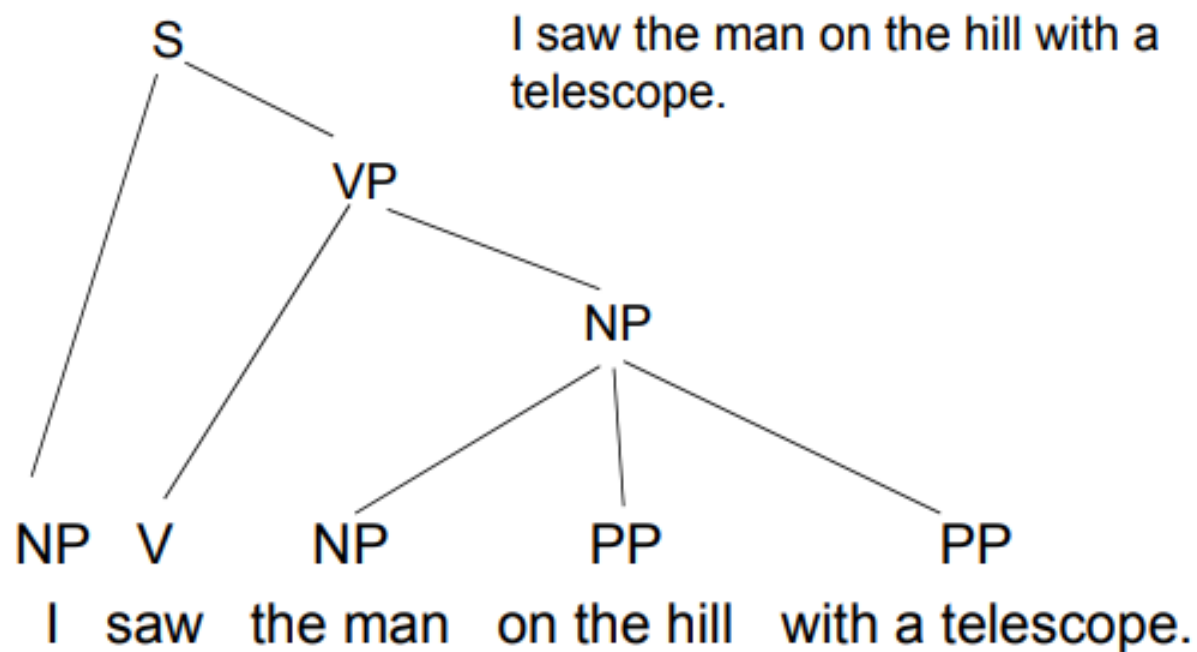 S
I saw the man on the hill with a
telescope.
VP
NP
NP V NP PP PP
I saw the man on the hill with a telescope.